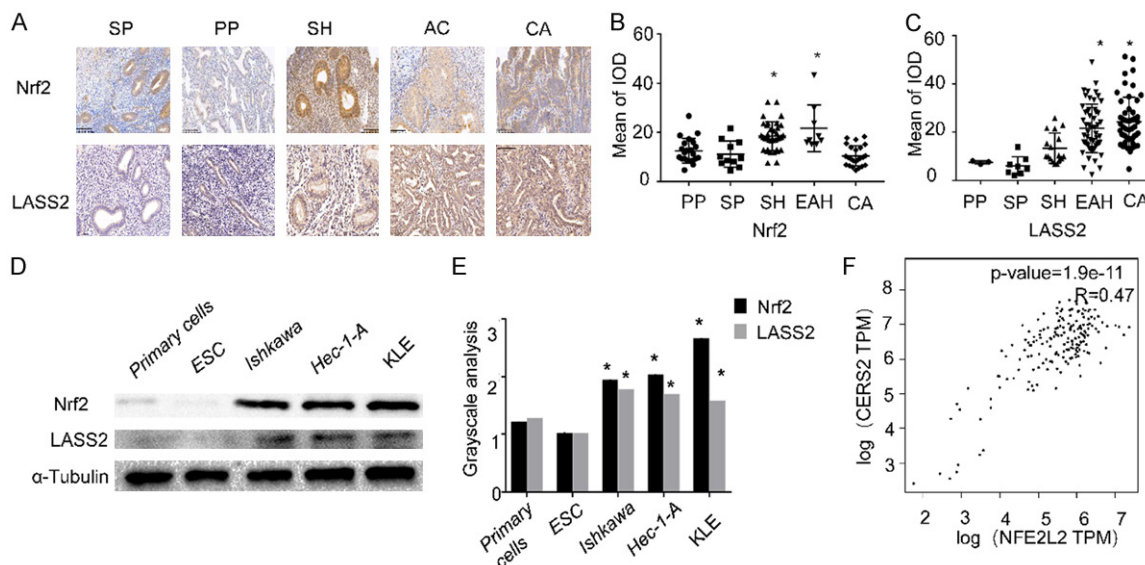 A
SP PP SH AC CA
Nrf2
LASS2
B
60
40
20
0
Mean of IOD
* *
PP SP SH EAH CA
Nrf2
C
60
40
20
0
Mean of IOD
* *
PP SP SH EAH CA
LASS2
D
Primary cells ESC Ishkawa Hec-1-A KLE
Nrf2
LASS2
α-Tubulin
E
Nrf2
LASS2
3
2
1
0
Grayscale analysis
* * * * * *
Primary cells ESC Ishkawa Hec-1-A KLE
F
p-value=1.9e-11
R=0.47
8
7
6
5
4
3
log (CERS2 TPM)
2 3 4 5 6 7
log (NFE2L2 TPM)